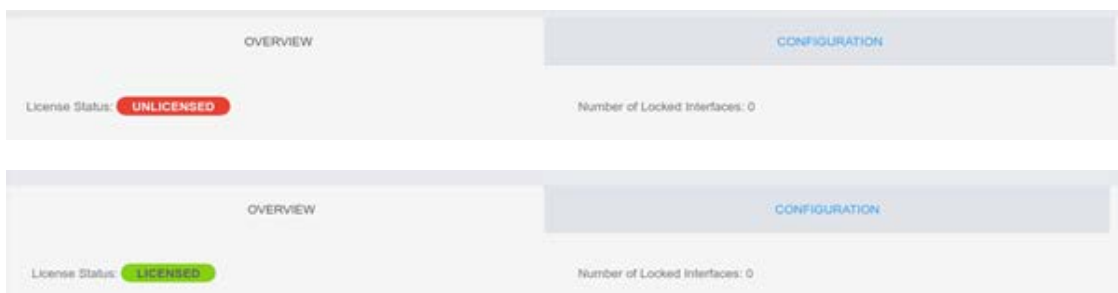 OVERVIEW CONFIGURATION
License Status: UNLICENSED Number of Locked Interfaces: 0
OVERVIEW CONFIGURATION
License Status: LICENSED Number of Locked Interfaces: 0